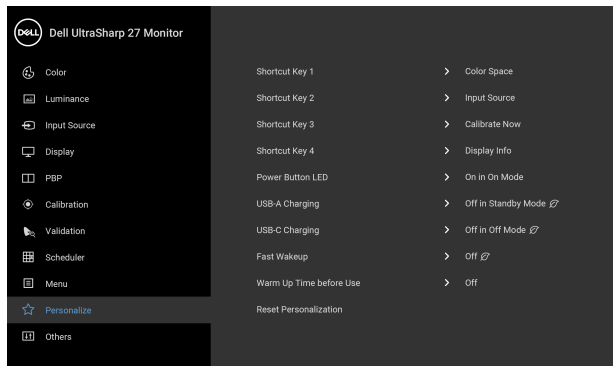 DELL Dell UltraSharp 27 Monitor
Color
Luminance
Input Source
Display
PBP
Calibration
Validation
Scheduler
Menu
Personalize
Others
Shortcut Key 1 > Color Space
Shortcut Key 2 > Input Source
Shortcut Key 3 > Calibrate Now
Shortcut Key 4 > Display Info
Power Button LED > On in On Mode
USB-A Charging > Off in Standby Mode
USB-C Charging > Off in Off Mode
Fast Wakeup > Off
Warm Up Time before Use > Off
Reset Personalization